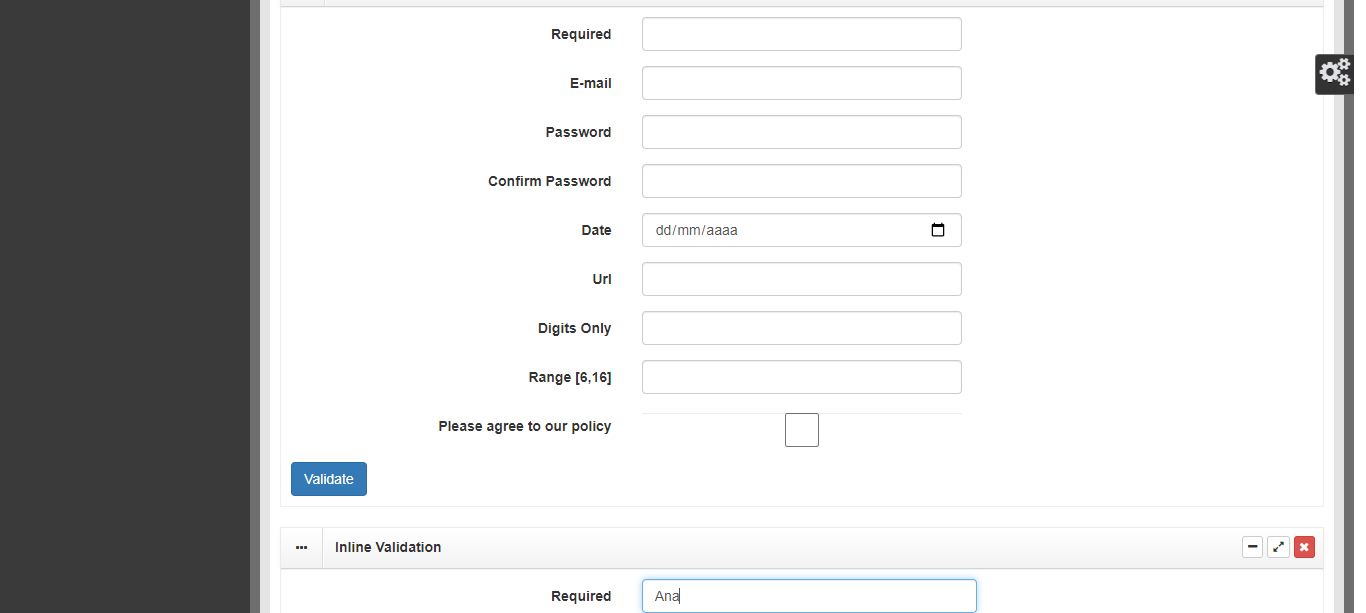 Required
E-mail
Password
Confirm Password
Date dd/mm/aaaa
Url
Digits Only
Range [6,16]
Please agree to our policy
Validate
Inline Validation
Required Ana